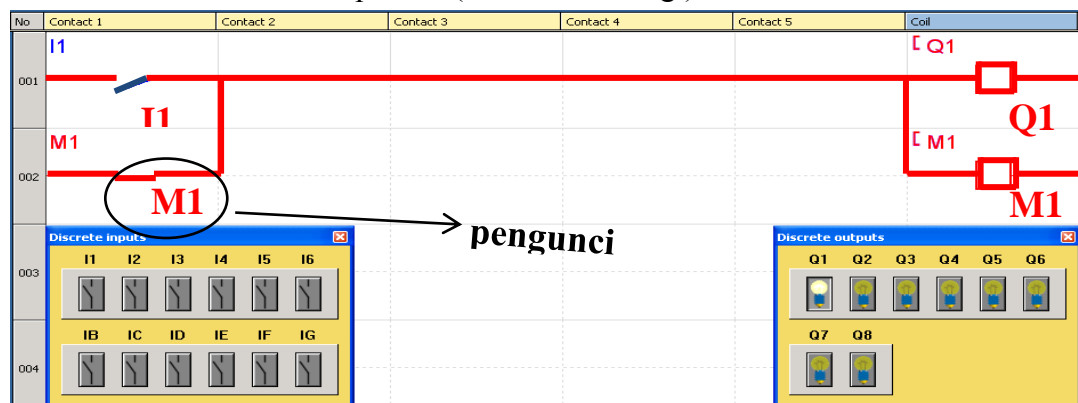 No Contact 1 Contact 2 Contact 3 Contact 4 Contact 5 Coil
I1 [ Q1
001
I1 Q1
M1 [ M1
002
M1 M1
pengunci
Discrete inputs Discrete outputs
I1 I2 I3 I4 I5 I6 Q1 Q2 Q3 Q4 Q5 Q6
003
IB IC ID IE IF IG Q7 Q8
004